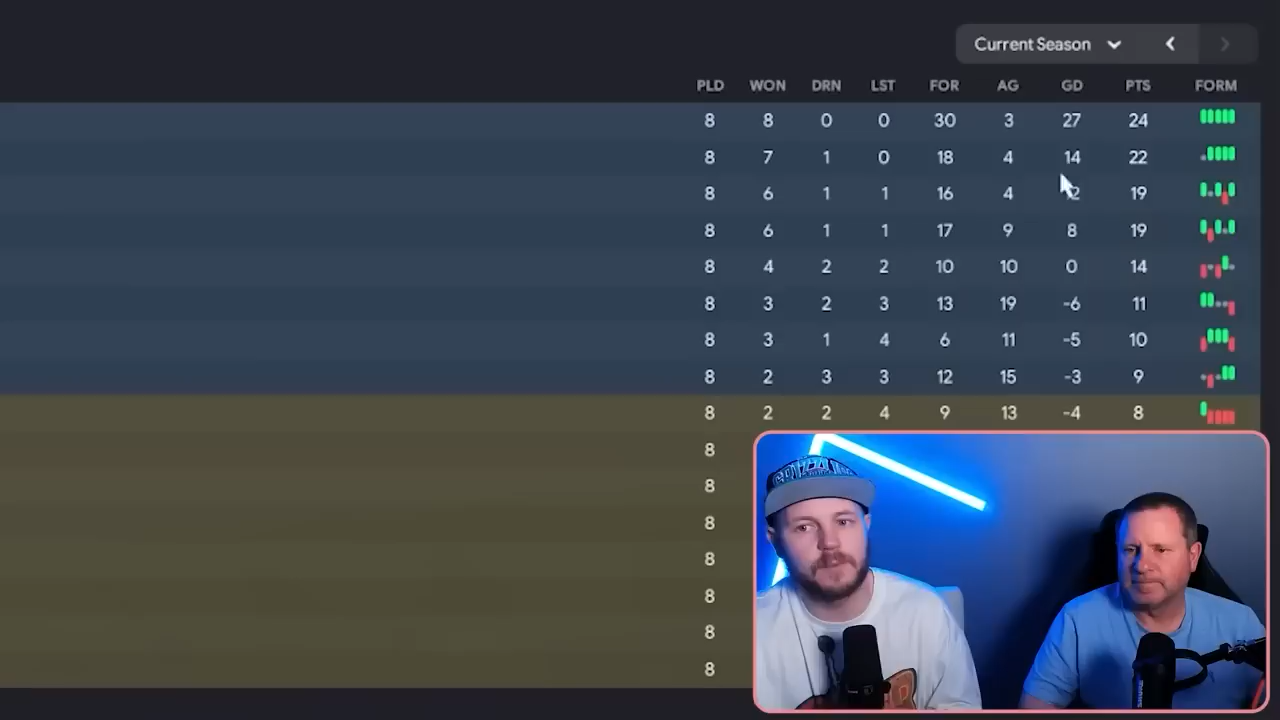 Current Season
PLD WON DRN LST FOR AG GD PTS FORM
8 8 0 0 30 3 27 24
8 7 1 0 18 4 14 22
8 6 1 1 16 4 19
8 6 1 1 17 9 8 19
8 4 2 2 10 10 0 14
8 3 2 3 13 19 -6 11
8 3 1 4 6 11 -5 10
8 2 3 3 12 15 -3 9
8 2 2 4 9 13 -4 8
8
8
8
8
8
8
8